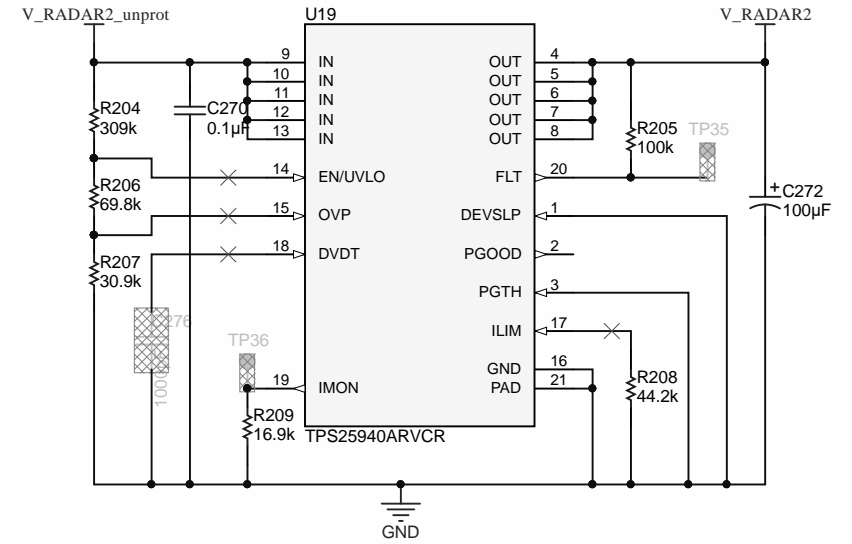 V_RADAR2_unprot
U19
V_RADAR2
9 IN OUT 4
10 IN OUT 5
11 IN OUT 6
12 IN OUT 7
13 IN OUT 8
R204
309k
C270
0.1µF
R205
100k
TP35
14 EN/UVLO FLT 20
R206
69.8k
C272
100µF
+
15 OVP DEVSLP 1
18 DVDT PGOOD 2
R207
30.9k
PGTH 3
276
ILIM 17
TP36
GND 16
19 IMON PAD 21
R208
44.2k
R209
16.9k
TPS25940ARVCR
GND